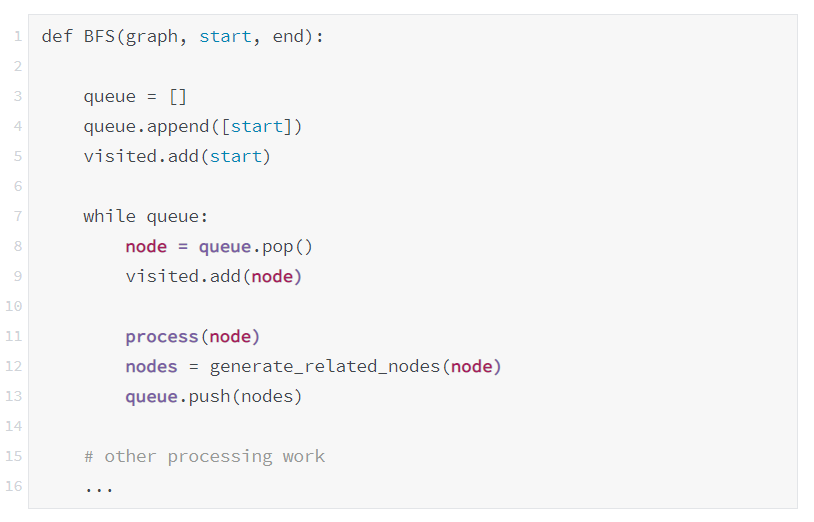 1 def BFS(graph, start, end):
2
3     queue = []
4     queue.append([start])
5     visited.add(start)
6
7     while queue:
8         node = queue.pop()
9         visited.add(node)
10
11         process(node)
12         nodes = generate_related_nodes(node)
13         queue.push(nodes)
14
15     # other processing work
16     ...